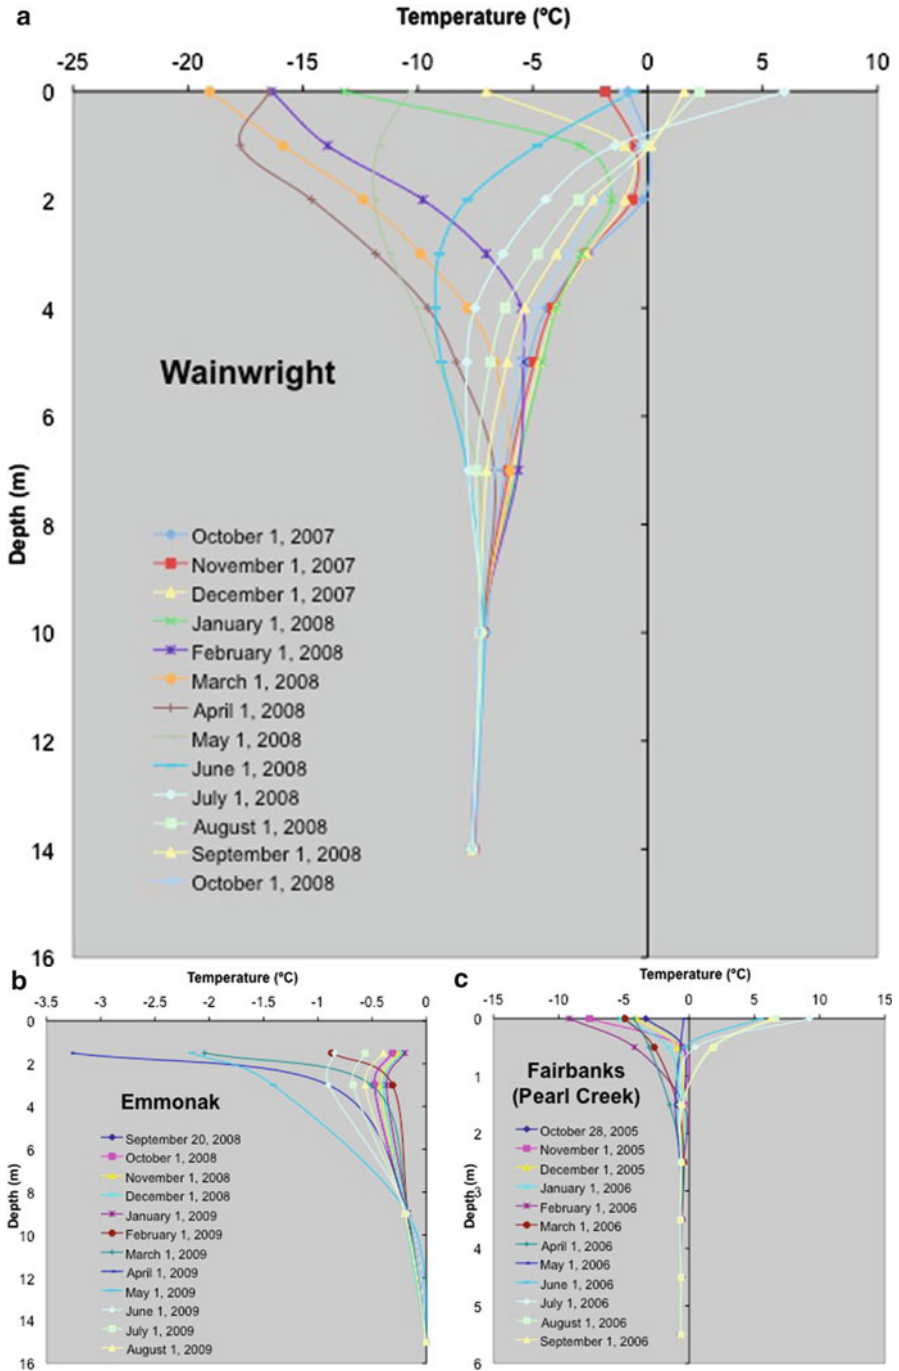 a
Temperature (ºC)
-25 -20 -15 -10 -5 0 5 10
0
2
4
6
8
10
12
14
16
Depth (m)
Wainwright
October 1, 2007
November 1, 2007
December 1, 2007
January 1, 2008
February 1, 2008
March 1, 2008
April 1, 2008
May 1, 2008
June 1, 2008
July 1, 2008
August 1, 2008
September 1, 2008
October 1, 2008
b
Temperature (ºC)
-3.5 -3 -2.5 -2 -1.5 -1 -0.5 0
0
2
4
6
8
10
12
14
16
Depth (m)
Emmonak
September 20, 2008
October 1, 2008
November 1, 2008
December 1, 2008
January 1, 2009
February 1, 2009
March 1, 2009
April 1, 2009
May 1, 2009
June 1, 2009
July 1, 2009
August 1, 2009
c
Temperature (ºC)
-15 -10 -5 0 5 10 15
0
1
2
3
4
5
6
Depth (m)
Fairbanks
(Pearl Creek)
October 28, 2005
November 1, 2005
December 1, 2005
January 1, 2006
February 1, 2006
March 1, 2006
April 1, 2006
May 1, 2006
June 1, 2006
July 1, 2006
August 1, 2006
September 1, 2006